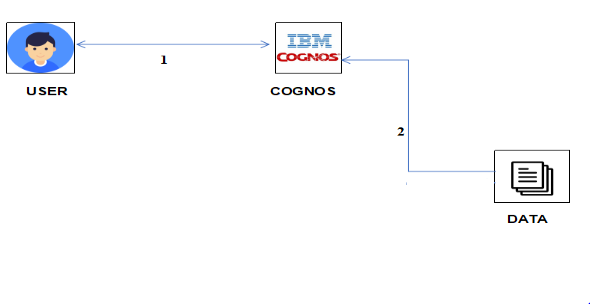 IBM
COGNOS
1
USER
COGNOS
2
DATA